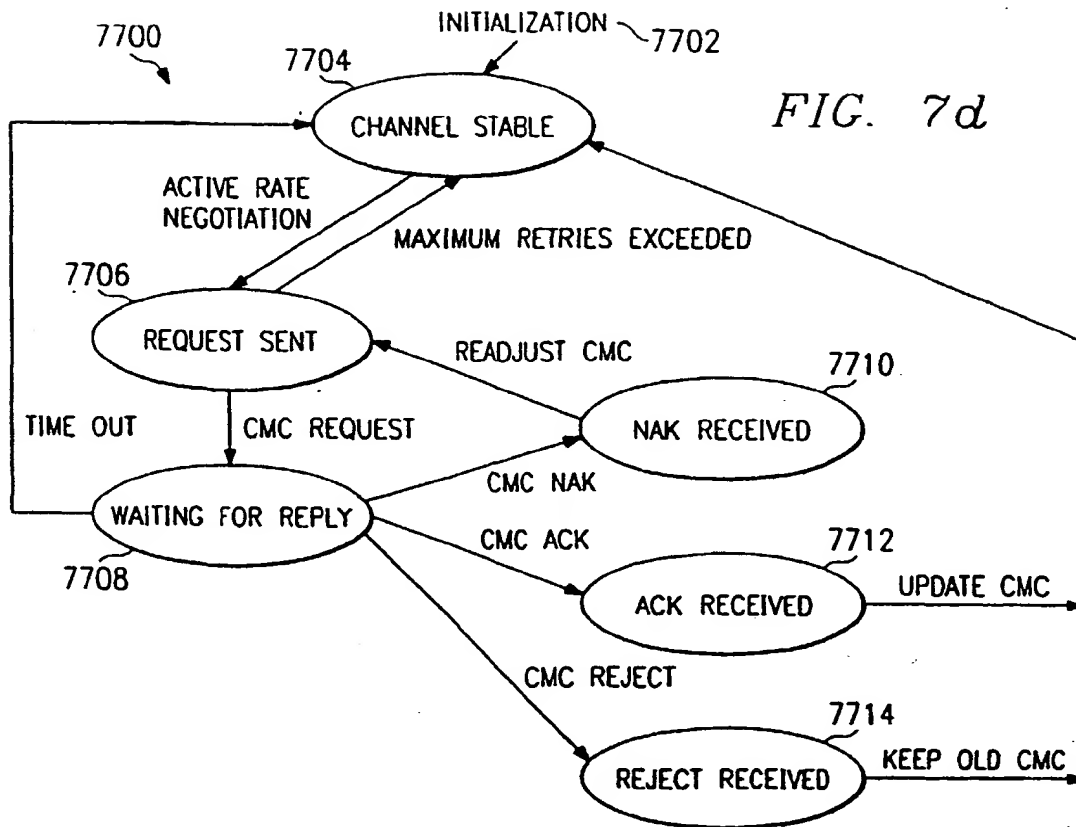 INITIALIZATION
7702
7700
7704
CHANNEL STABLE
FIG. 7d
ACTIVE RATE
NEGOTIATION
MAXIMUM RETRIES EXCEEDED
7706
REQUEST SENT
READJUST CMC
7710
TIME OUT
CMC REQUEST
NAK RECEIVED
CMC NAK
WAITING FOR REPLY
7708
CMC ACK
7712
ACK RECEIVED
UPDATE CMC
CMC REJECT
7714
REJECT RECEIVED
KEEP OLD CMC